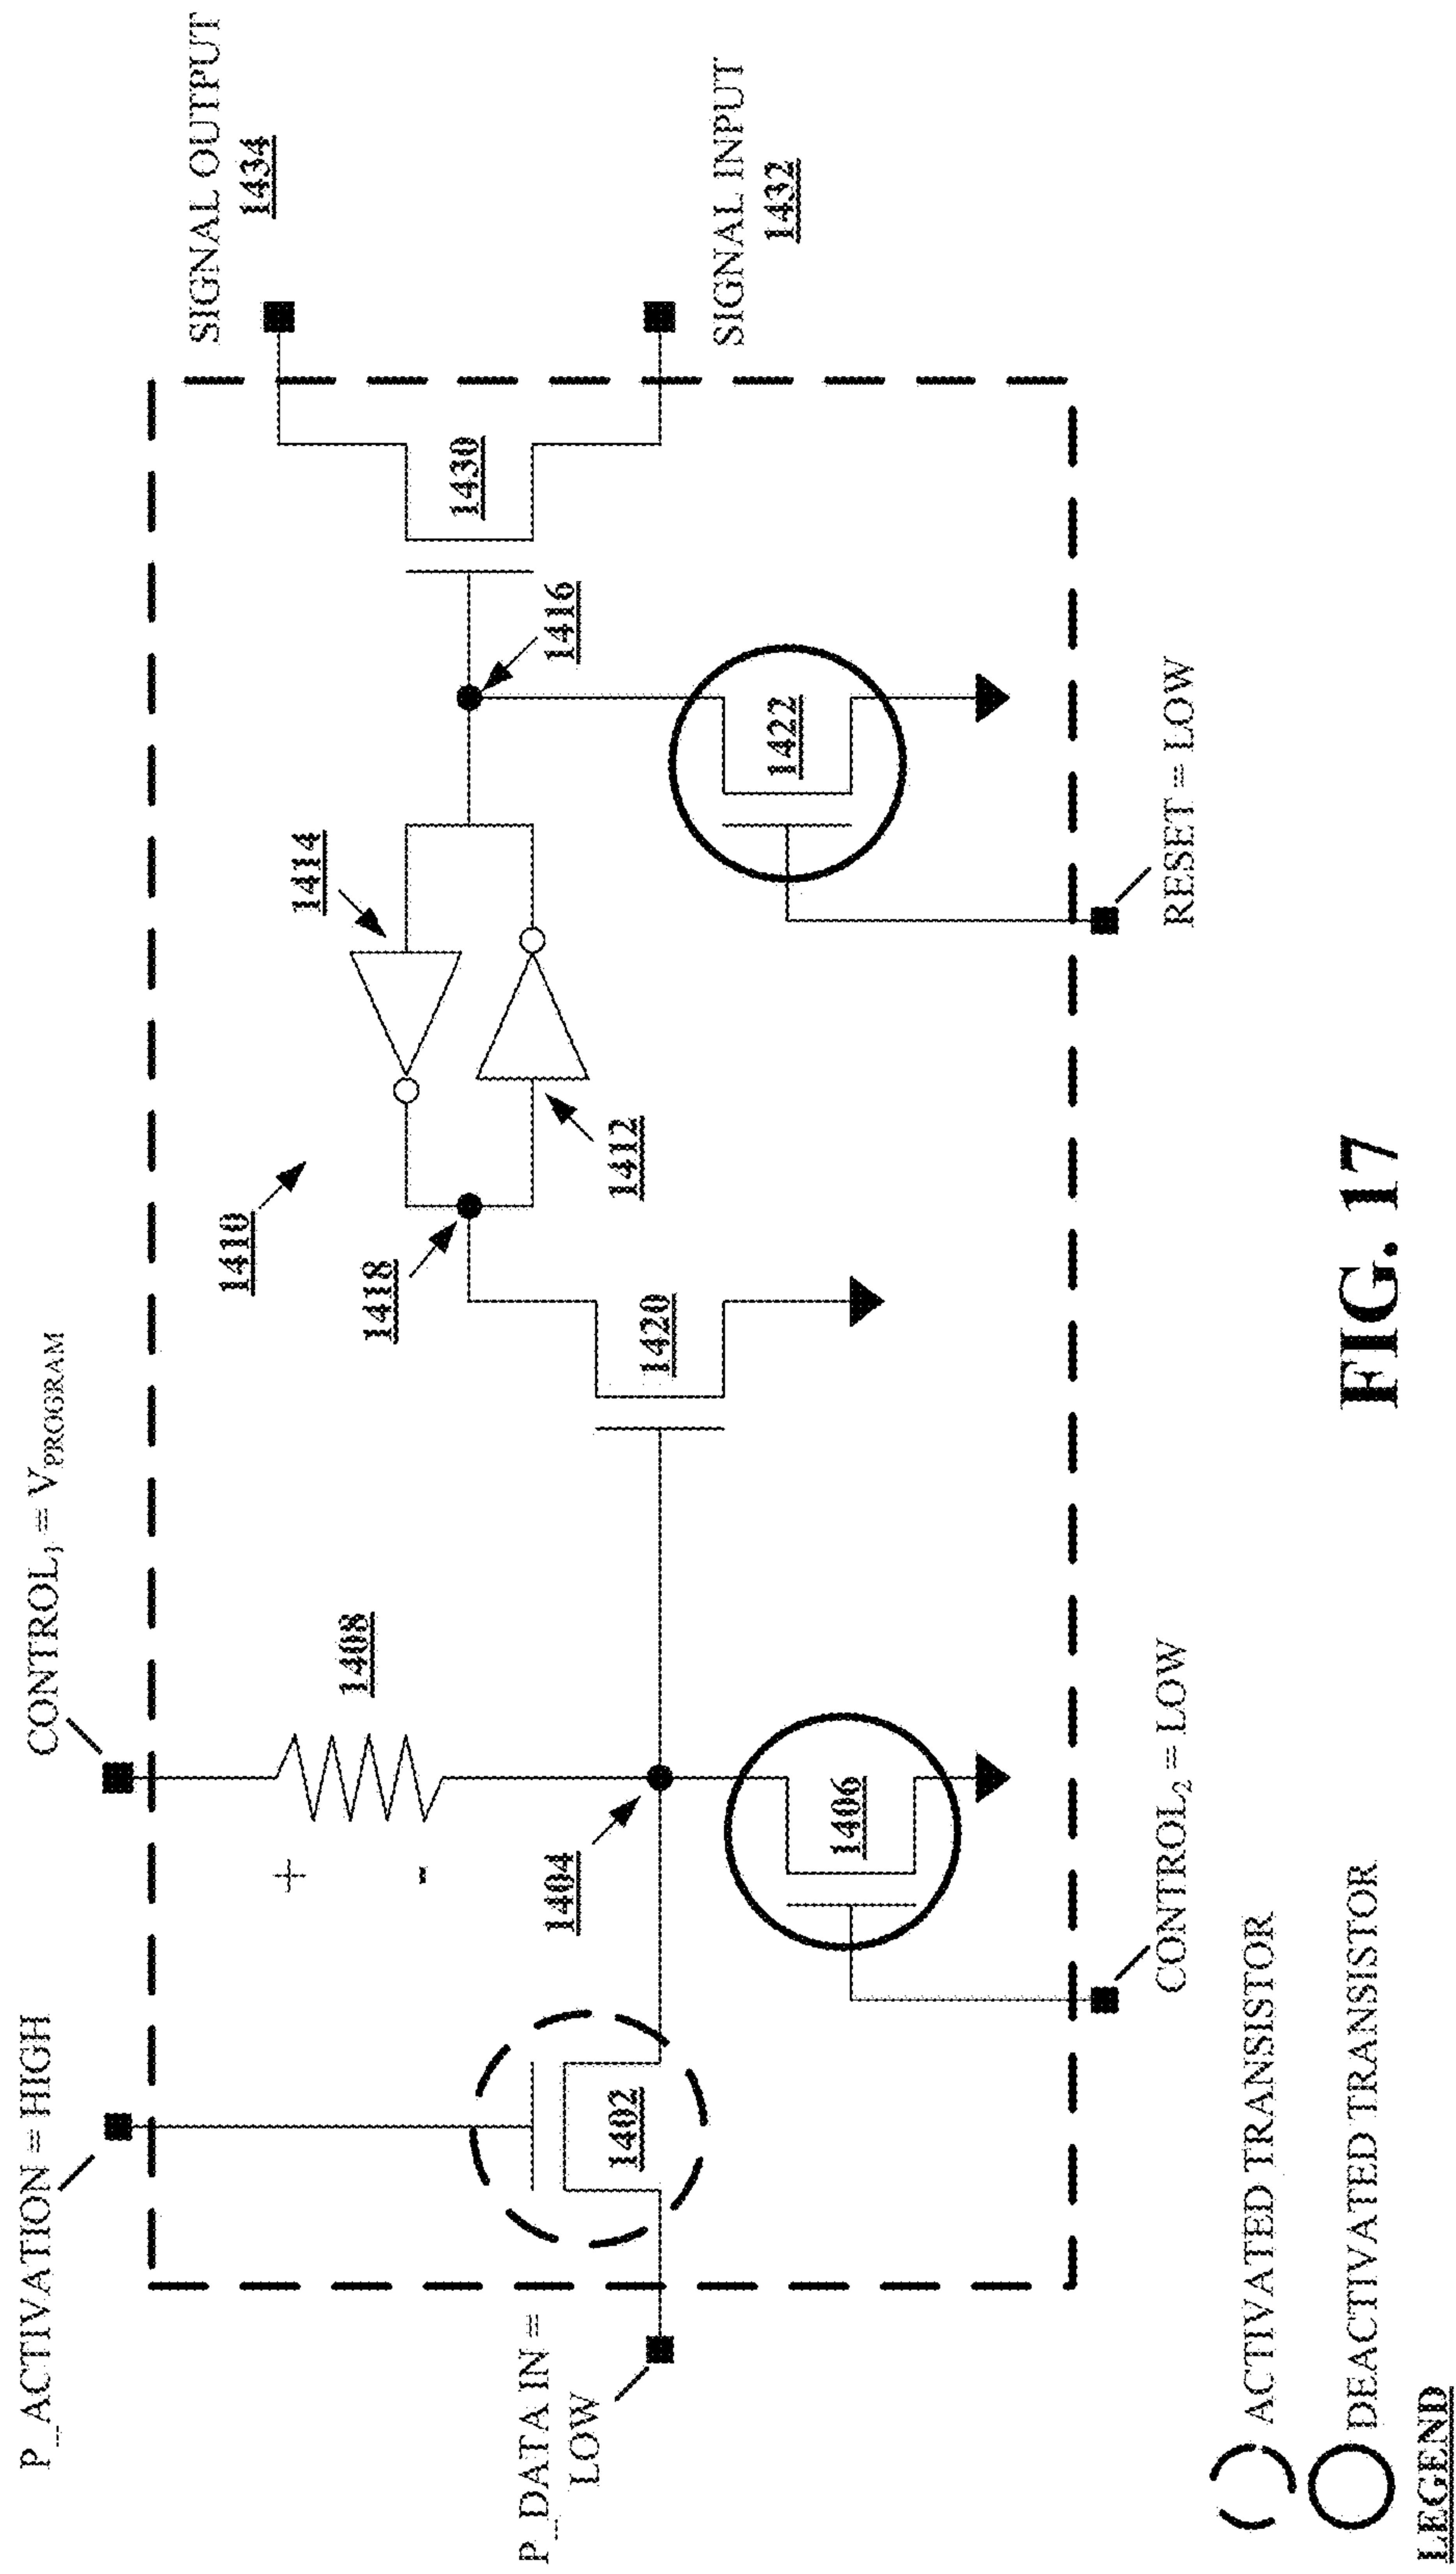 P_ACTIVATION = HIGH
CONTROL₁ = V_PROGRAM
SIGNAL OUTPUT
1434
1410
1414
1408
1418
1430
P_DATA IN =
LOW
1402
1404
1416
1412
1420
SIGNAL INPUT
1432
1406
1422
CONTROL₂ = LOW
RESET = LOW
ACTIVATED TRANSISTOR
DEACTIVATED TRANSISTOR
LEGEND
+
-
FIG. 17